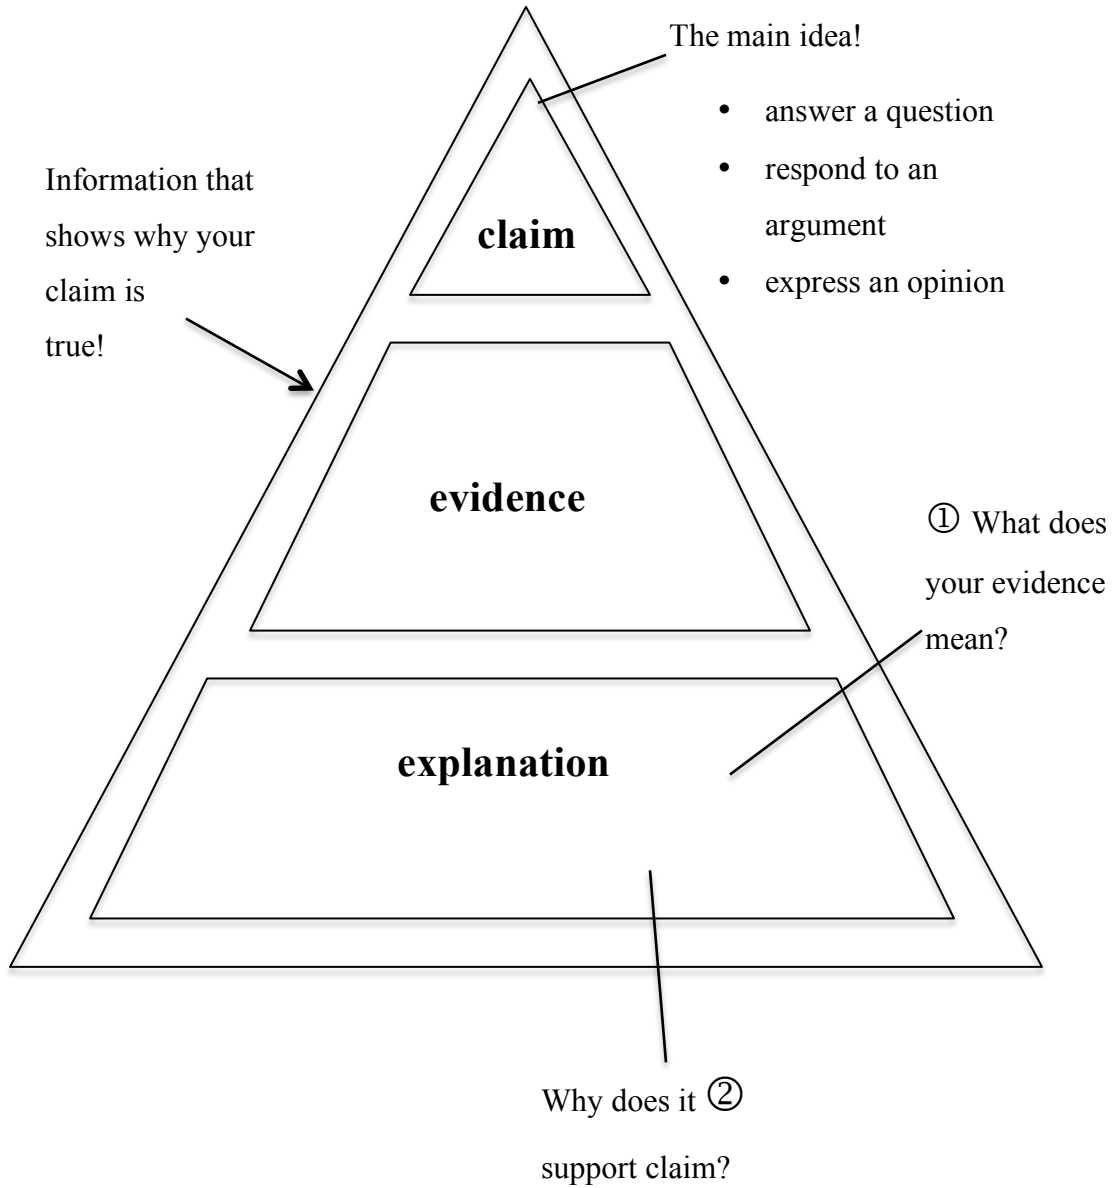 The main idea!
• answer a question
• respond to an
argument
• express an opinion
Information that
shows why your
claim is
true!
claim
evidence
① What does
your evidence
mean?
explanation
Why does it ②
support claim?